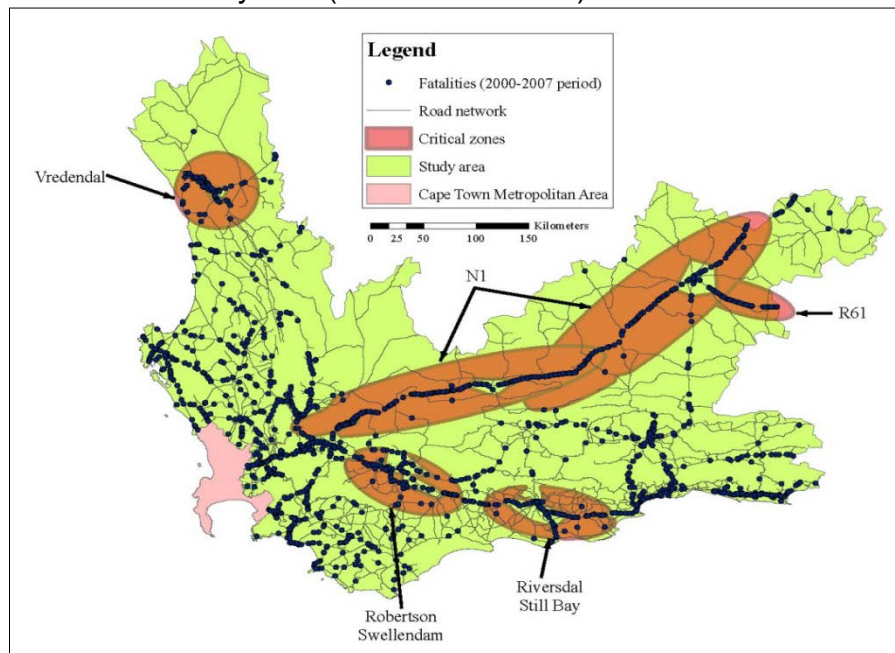 Legend
Fatalities (2000-2007 period)
Road network
Critical zones
Study area
Cape Town Metropolitan Area
Kilometers
0 25 50 100 150
Vredendal
N1
R61
Riversdal
Still Bay
Robertson
Swellendam